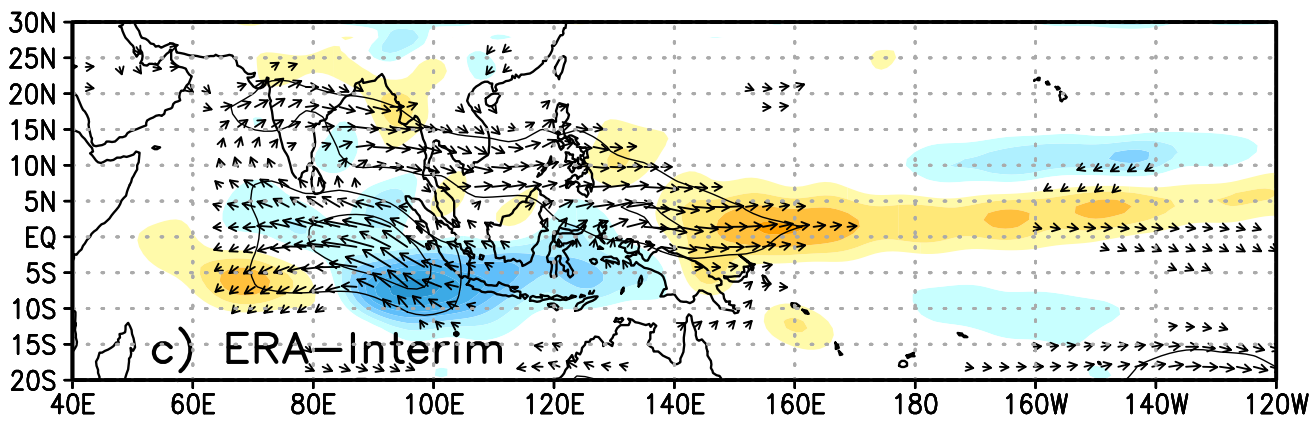 30N
25N
20N
15N
10N
5N
EQ
5S
10S
15S
20S
c) ERA-Interim
40E 60E 80E 100E 120E 140E 160E 180 160W 140W 120W